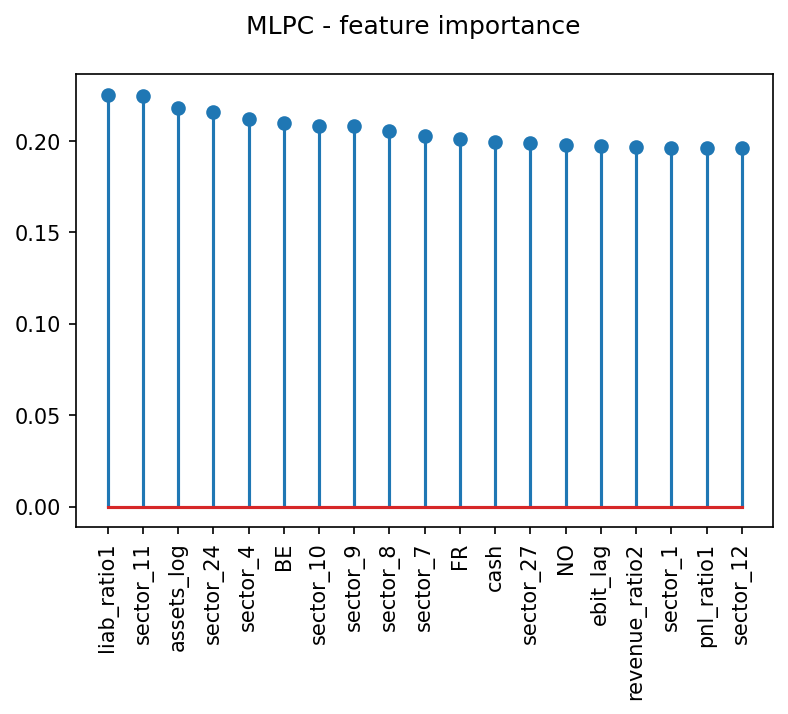 MLPC - feature importance
0.20
0.15
0.10
0.05
0.00
liab_ratio1
sector_11
assets_log
sector_24
sector_4
BE
sector_10
sector_9
sector_8
sector_7
FR
cash
sector_27
NO
ebit_lag
revenue_ratio2
sector_1
pnl_ratio1
sector_12